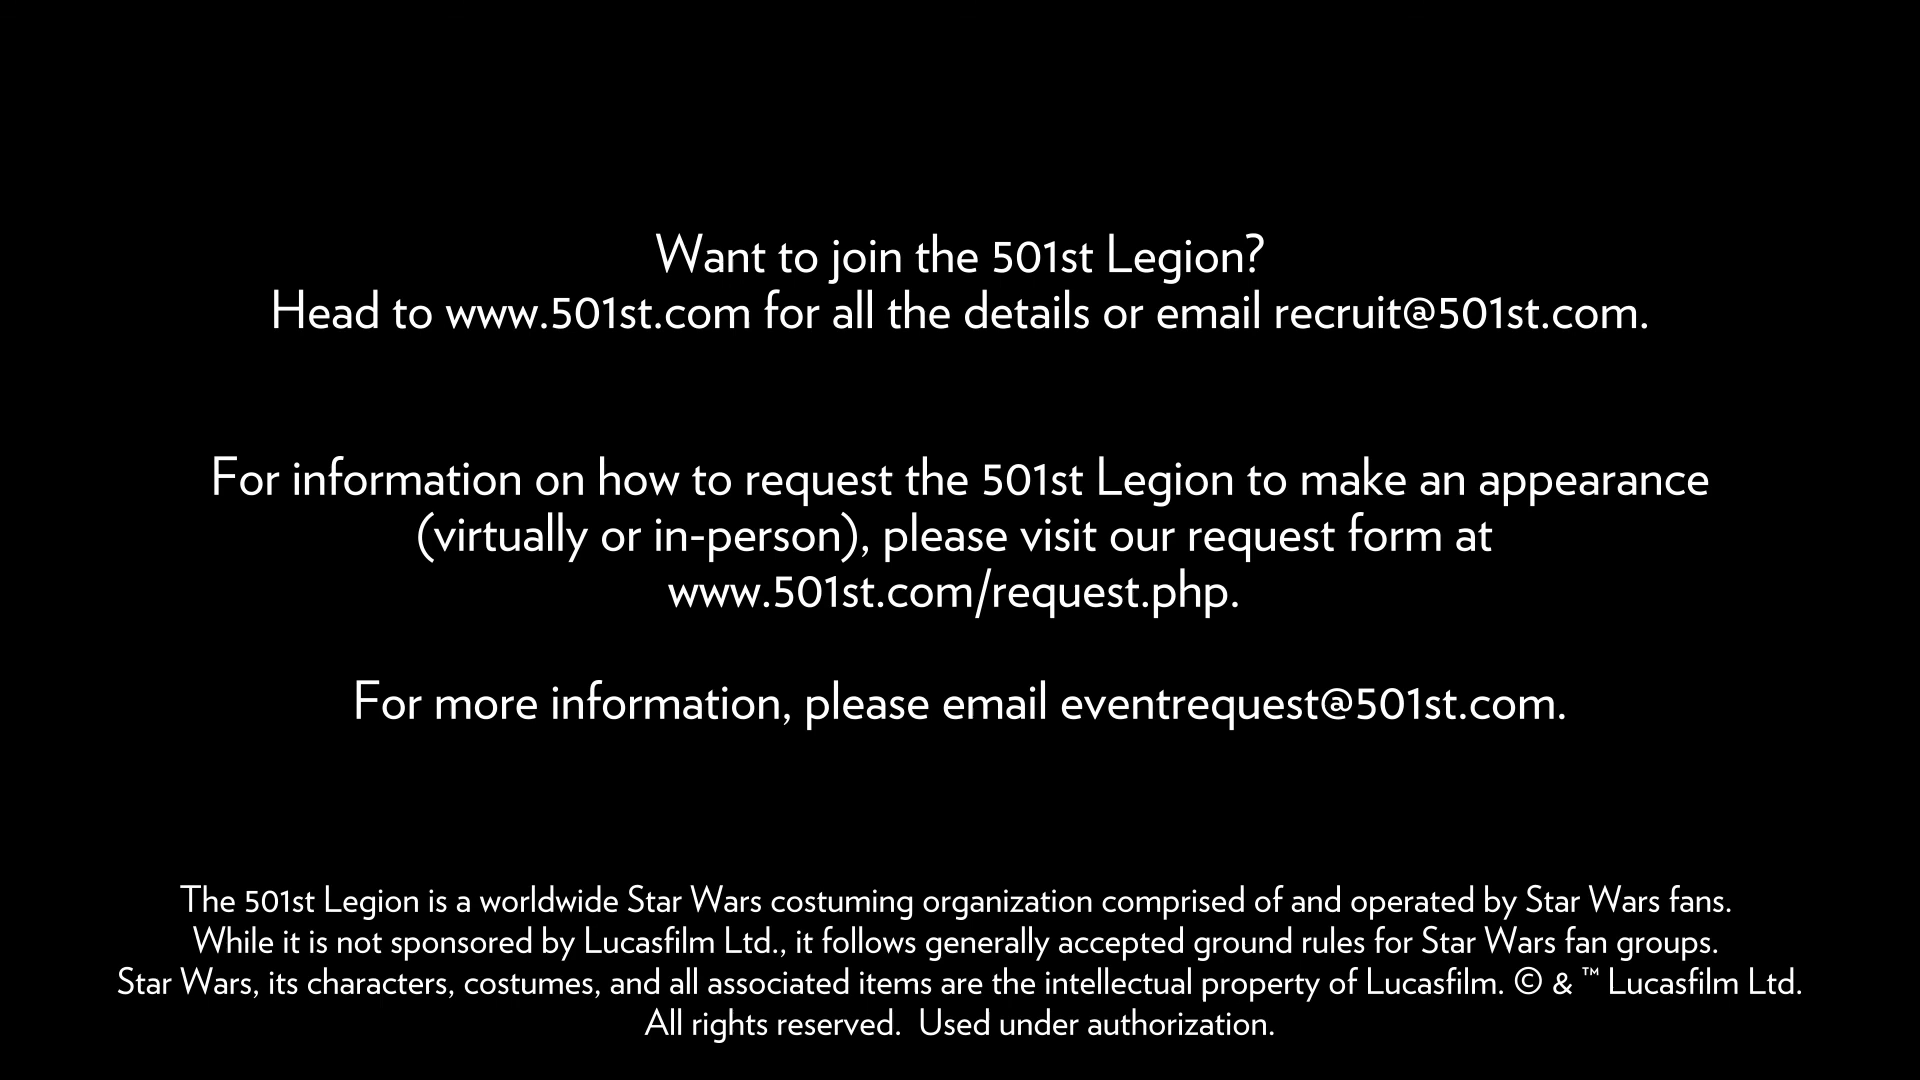 Want to join the 501st Legion?
Head to www.501st.com for all the details or email recruit@501st.com.
For information on how to request the 501st Legion to make an appearance
(virtually or in-person), please visit our request form at
www.501st.com/request.php.
For more information, please email eventrequest@501st.com.
The 501st Legion is a worldwide Star Wars costuming organization comprised of and operated by Star Wars fans.
While it is not sponsored by Lucasfilm Ltd., it follows generally accepted ground rules for Star Wars fan groups.
Star Wars, its characters, costumes, and all associated items are the intellectual property of Lucasfilm. © & ™ Lucasfilm Ltd.
All rights reserved.  Used under authorization.